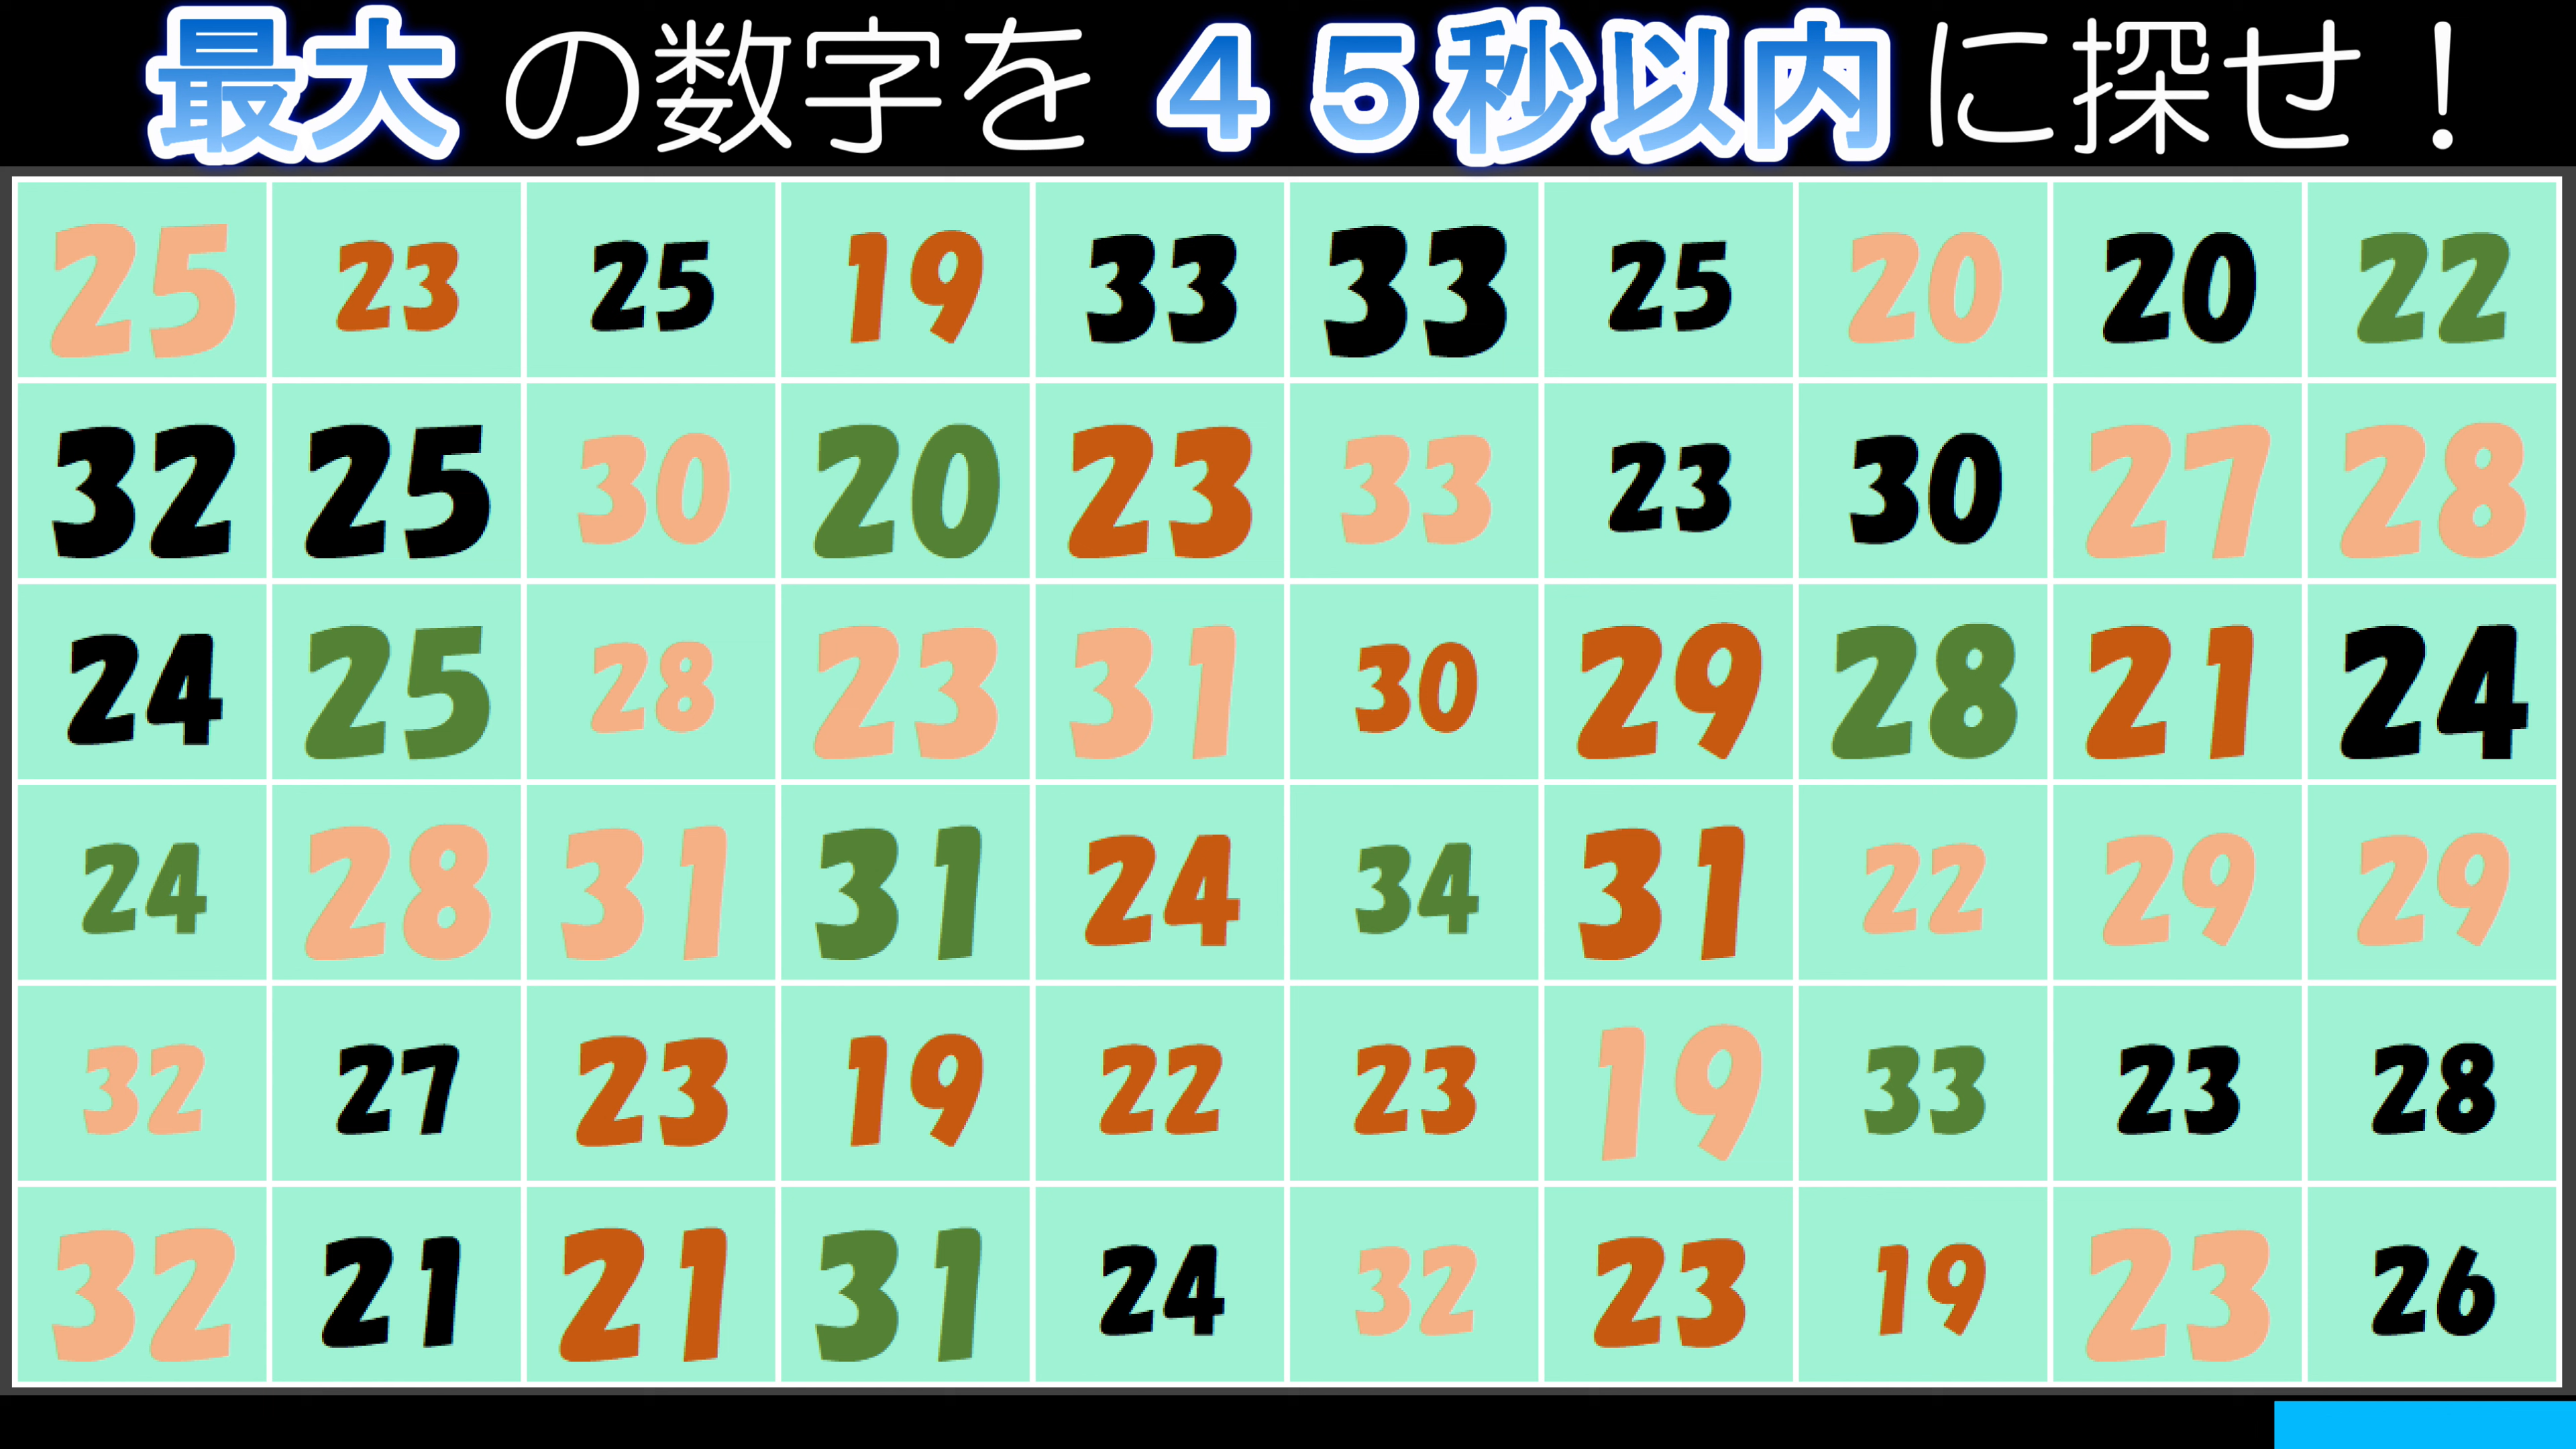 最大の数字を４５秒以内に探せ！
25 23 25 19 33 33 25 20 20 22
32 25 30 20 23 33 23 30 27 28
24 25 28 23 31 30 29 28 21 24
24 28 31 31 24 34 31 22 29 29
32 27 23 19 22 23 19 33 23 28
32 21 21 31 24 32 23 19 23 26